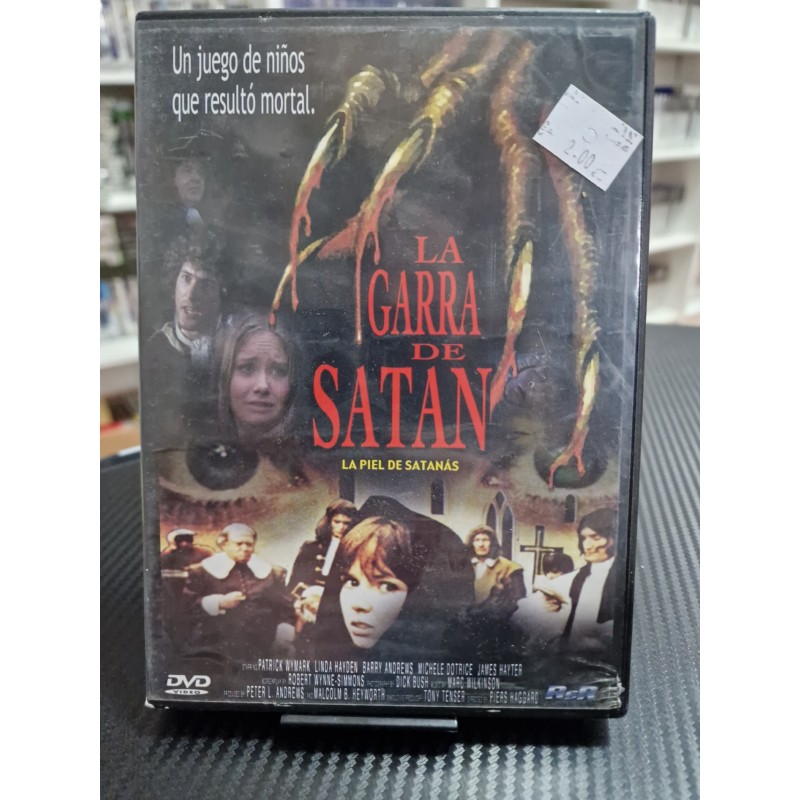 Un juego de niños
que resultó mortal.
2.00
LA
GARRA
DE
SATAN
LA PIEL DE SATANÁS
PATRICK WYMARK LINDA HAYDEN BARRY ANDREWS MICHELE DOTRICE JAMES HAYTER
ROBERT WYNNE-SIMMONS DICK BUSH MARC WILKINSON
PETER L. ANDREWS MALCOLM B. HEYWORTH TONY TENSER PIERS HAGGARD
DVD
VIDEO